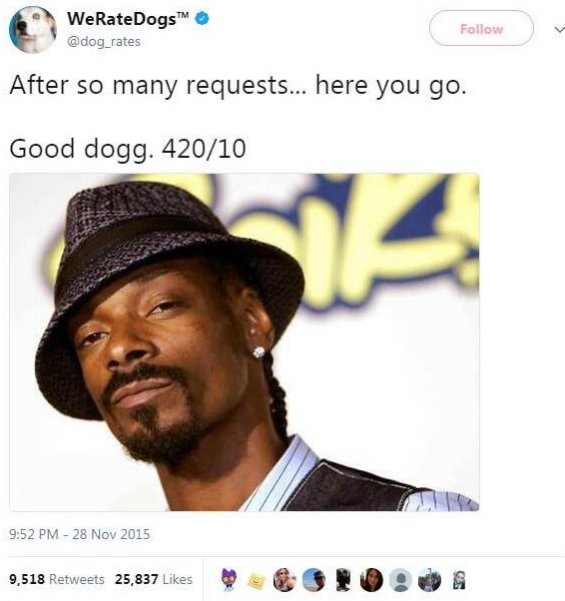 WeRateDogs™
@dog_rates
Follow
After so many requests... here you go.
Good dogg. 420/10
9:52 PM - 28 Nov 2015
9,518 Retweets 25,837 Likes